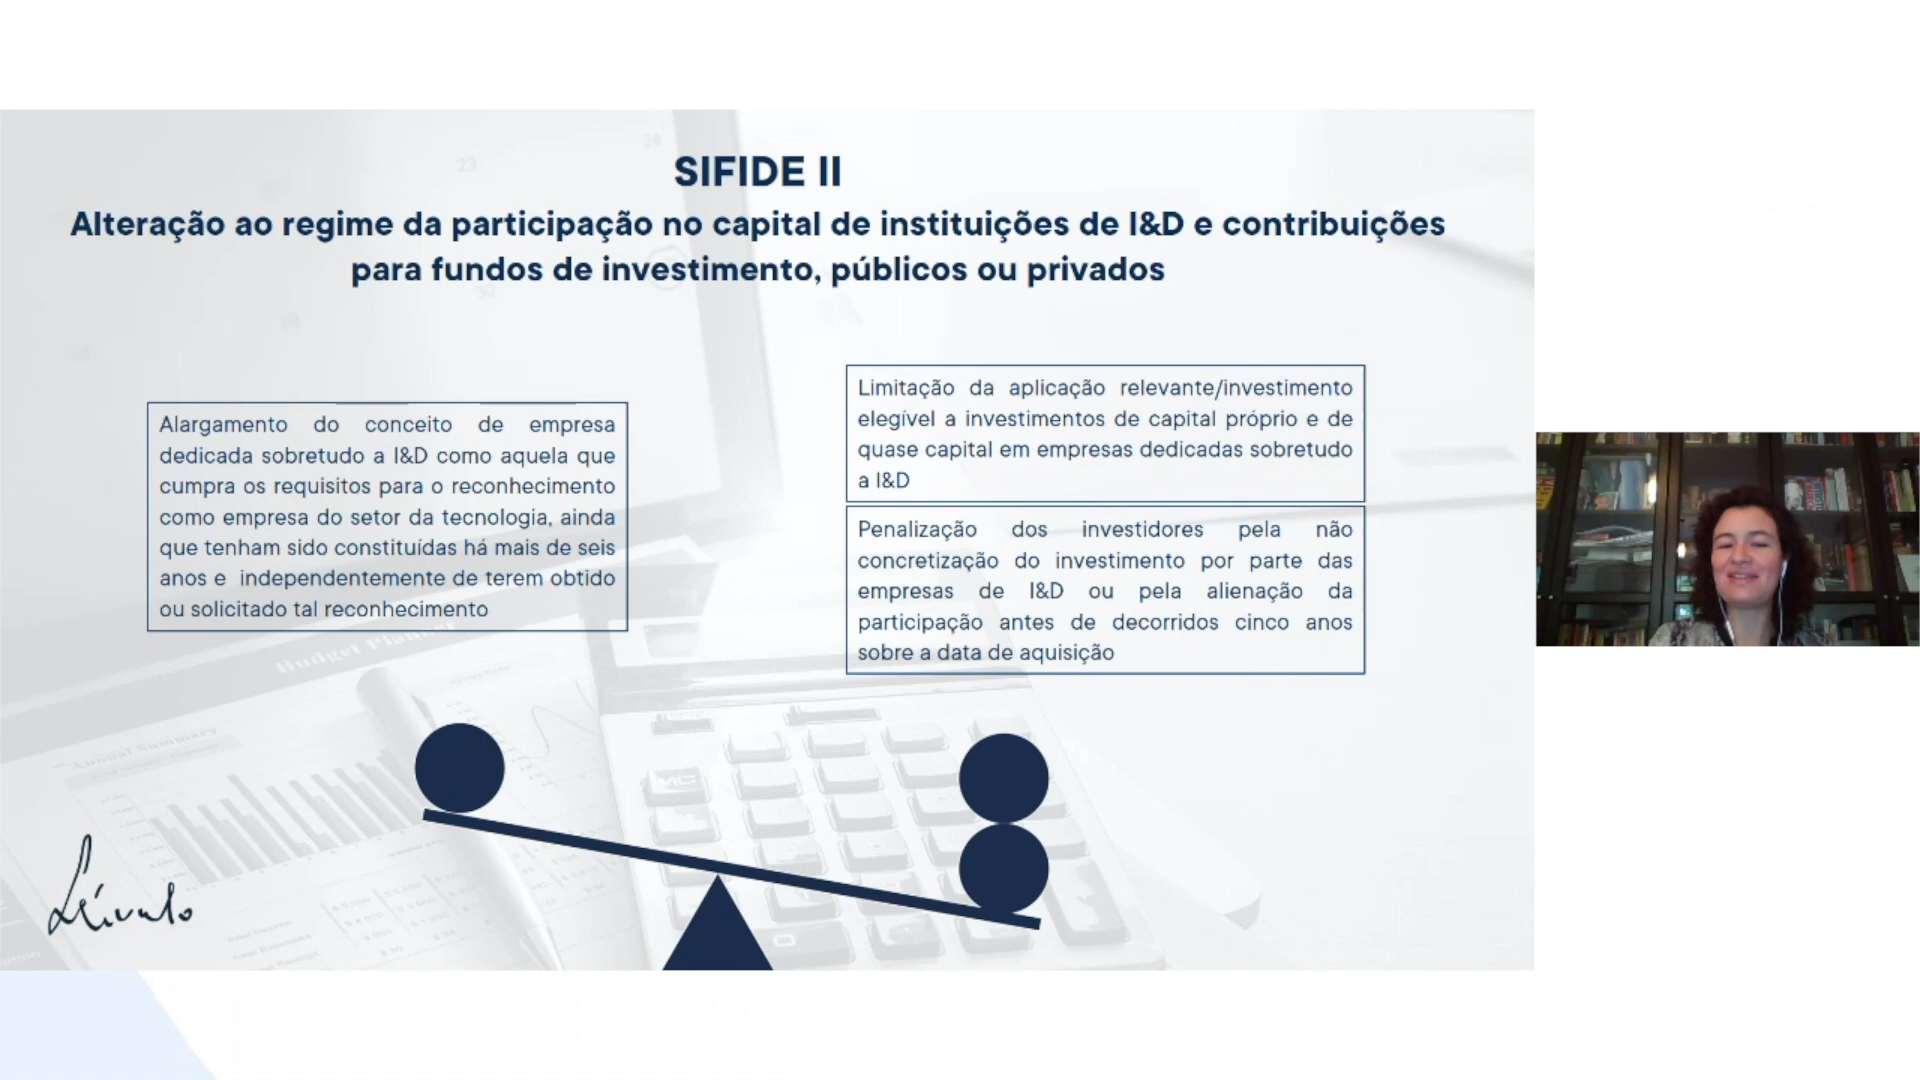 SIFIDE II
Alteração ao regime da participação no capital de instituições de I&D e contribuições
para fundos de investimento, públicos ou privados
Alargamento do conceito de empresa
dedicada sobretudo a I&D como aquela que
cumpra os requisitos para o reconhecimento
como empresa do setor da tecnologia, ainda
que tenham sido constituídas há mais de seis
anos e independentemente de terem obtido
ou solicitado tal reconhecimento
Limitação da aplicação relevante/investimento
elegível a investimentos de capital próprio e de
quase capital em empresas dedicadas sobretudo
a I&D
Penalização dos investidores pela não
concretização do investimento por parte das
empresas de I&D ou pela alienação da
participação antes de decorridos cinco anos
sobre a data de aquisição
Budget Planner
Annual Summary
MC